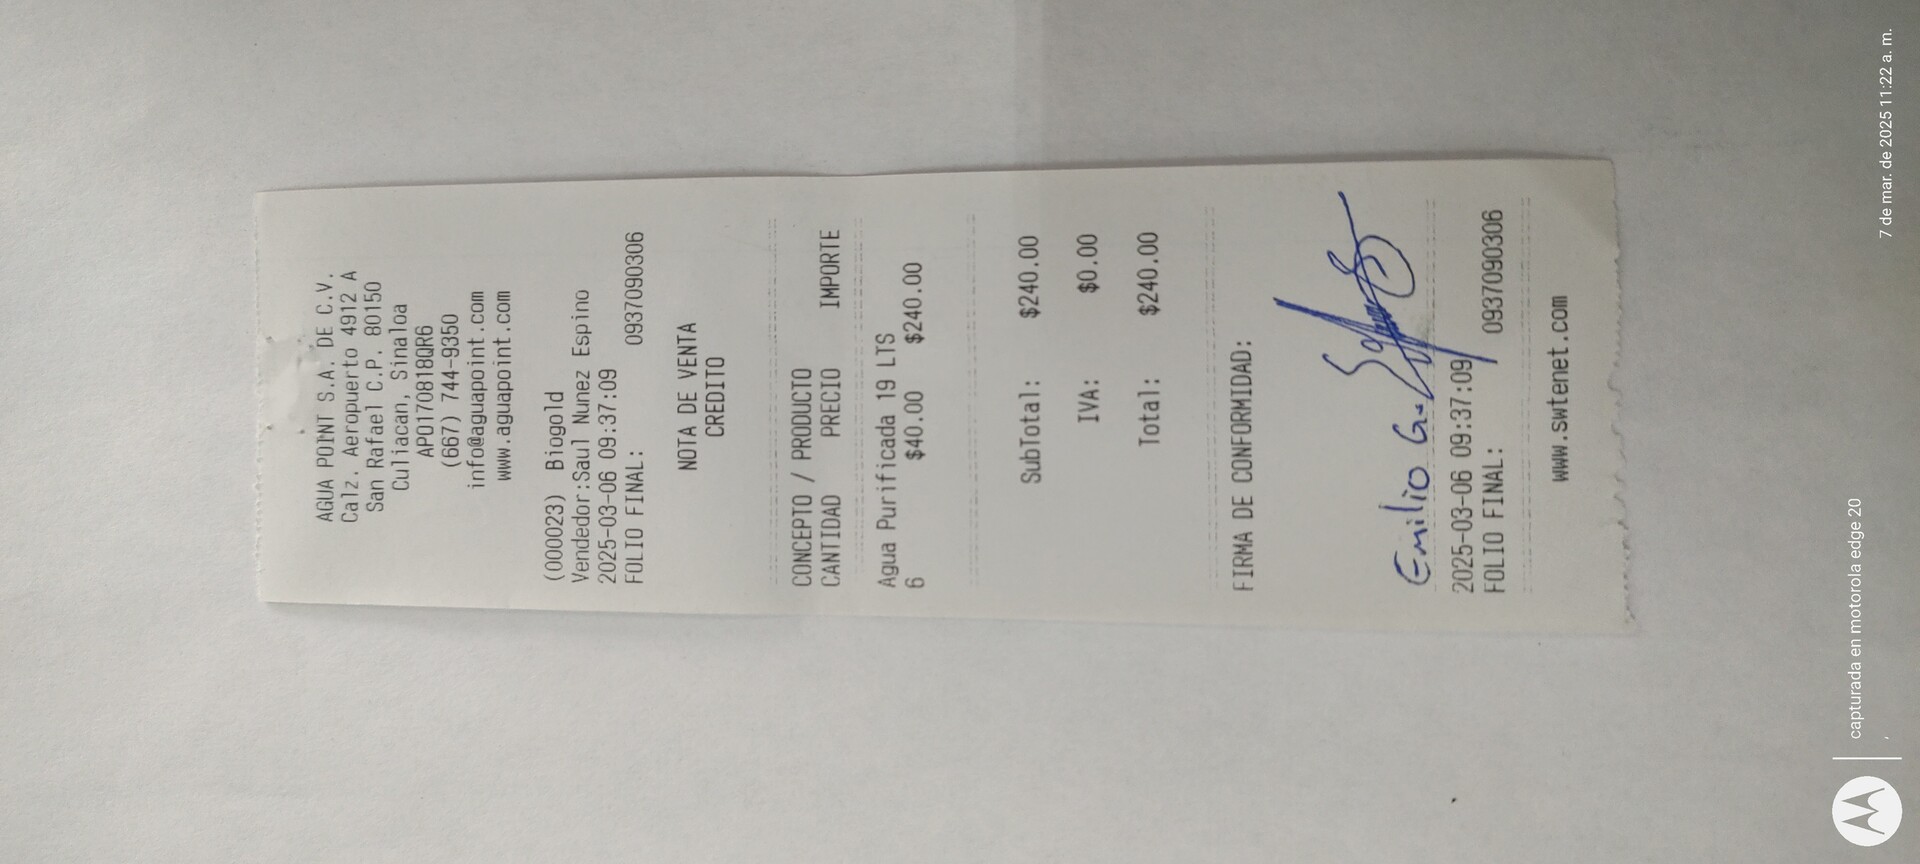 AGUA POINT S.A. DE C.V.
Calz. Aeropuerto 4912 A
San Rafael C.P. 80150
Culiacan, Sinaloa
APO170818QR6
(667) 744-9350
info@aguapoint.com
www.aguapoint.com
(000023) Biogold
Vendedor:Saul Nunez Espino
2025-03-06 09:37:09
FOLIO FINAL: 0937090306
NOTA DE VENTA
CREDITO
CONCEPTO / PRODUCTO
CANTIDAD PRECIO IMPORTE
Agua Purificada 19 LTS
6 $40.00 $240.00
SubTotal: $240.00
IVA: $0.00
Total: $240.00
FIRMA DE CONFORMIDAD:
Emilio G.
2025-03-06 09:37:09
FOLIO FINAL: 0937090306
www.swtenet.com
capturada en motorola edge 20
7 de mar. de 2025 11:22 a. m.